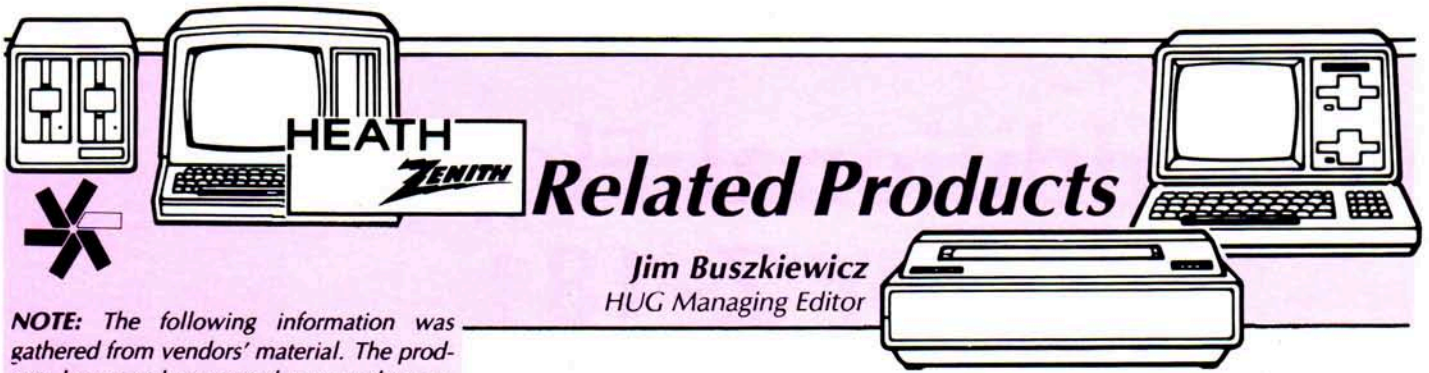 HEATH
ZENITH
Related Products
Jim Buszkiewicz
HUG Managing Editor
NOTE: The following information was
gathered from vendors' material. The prod-